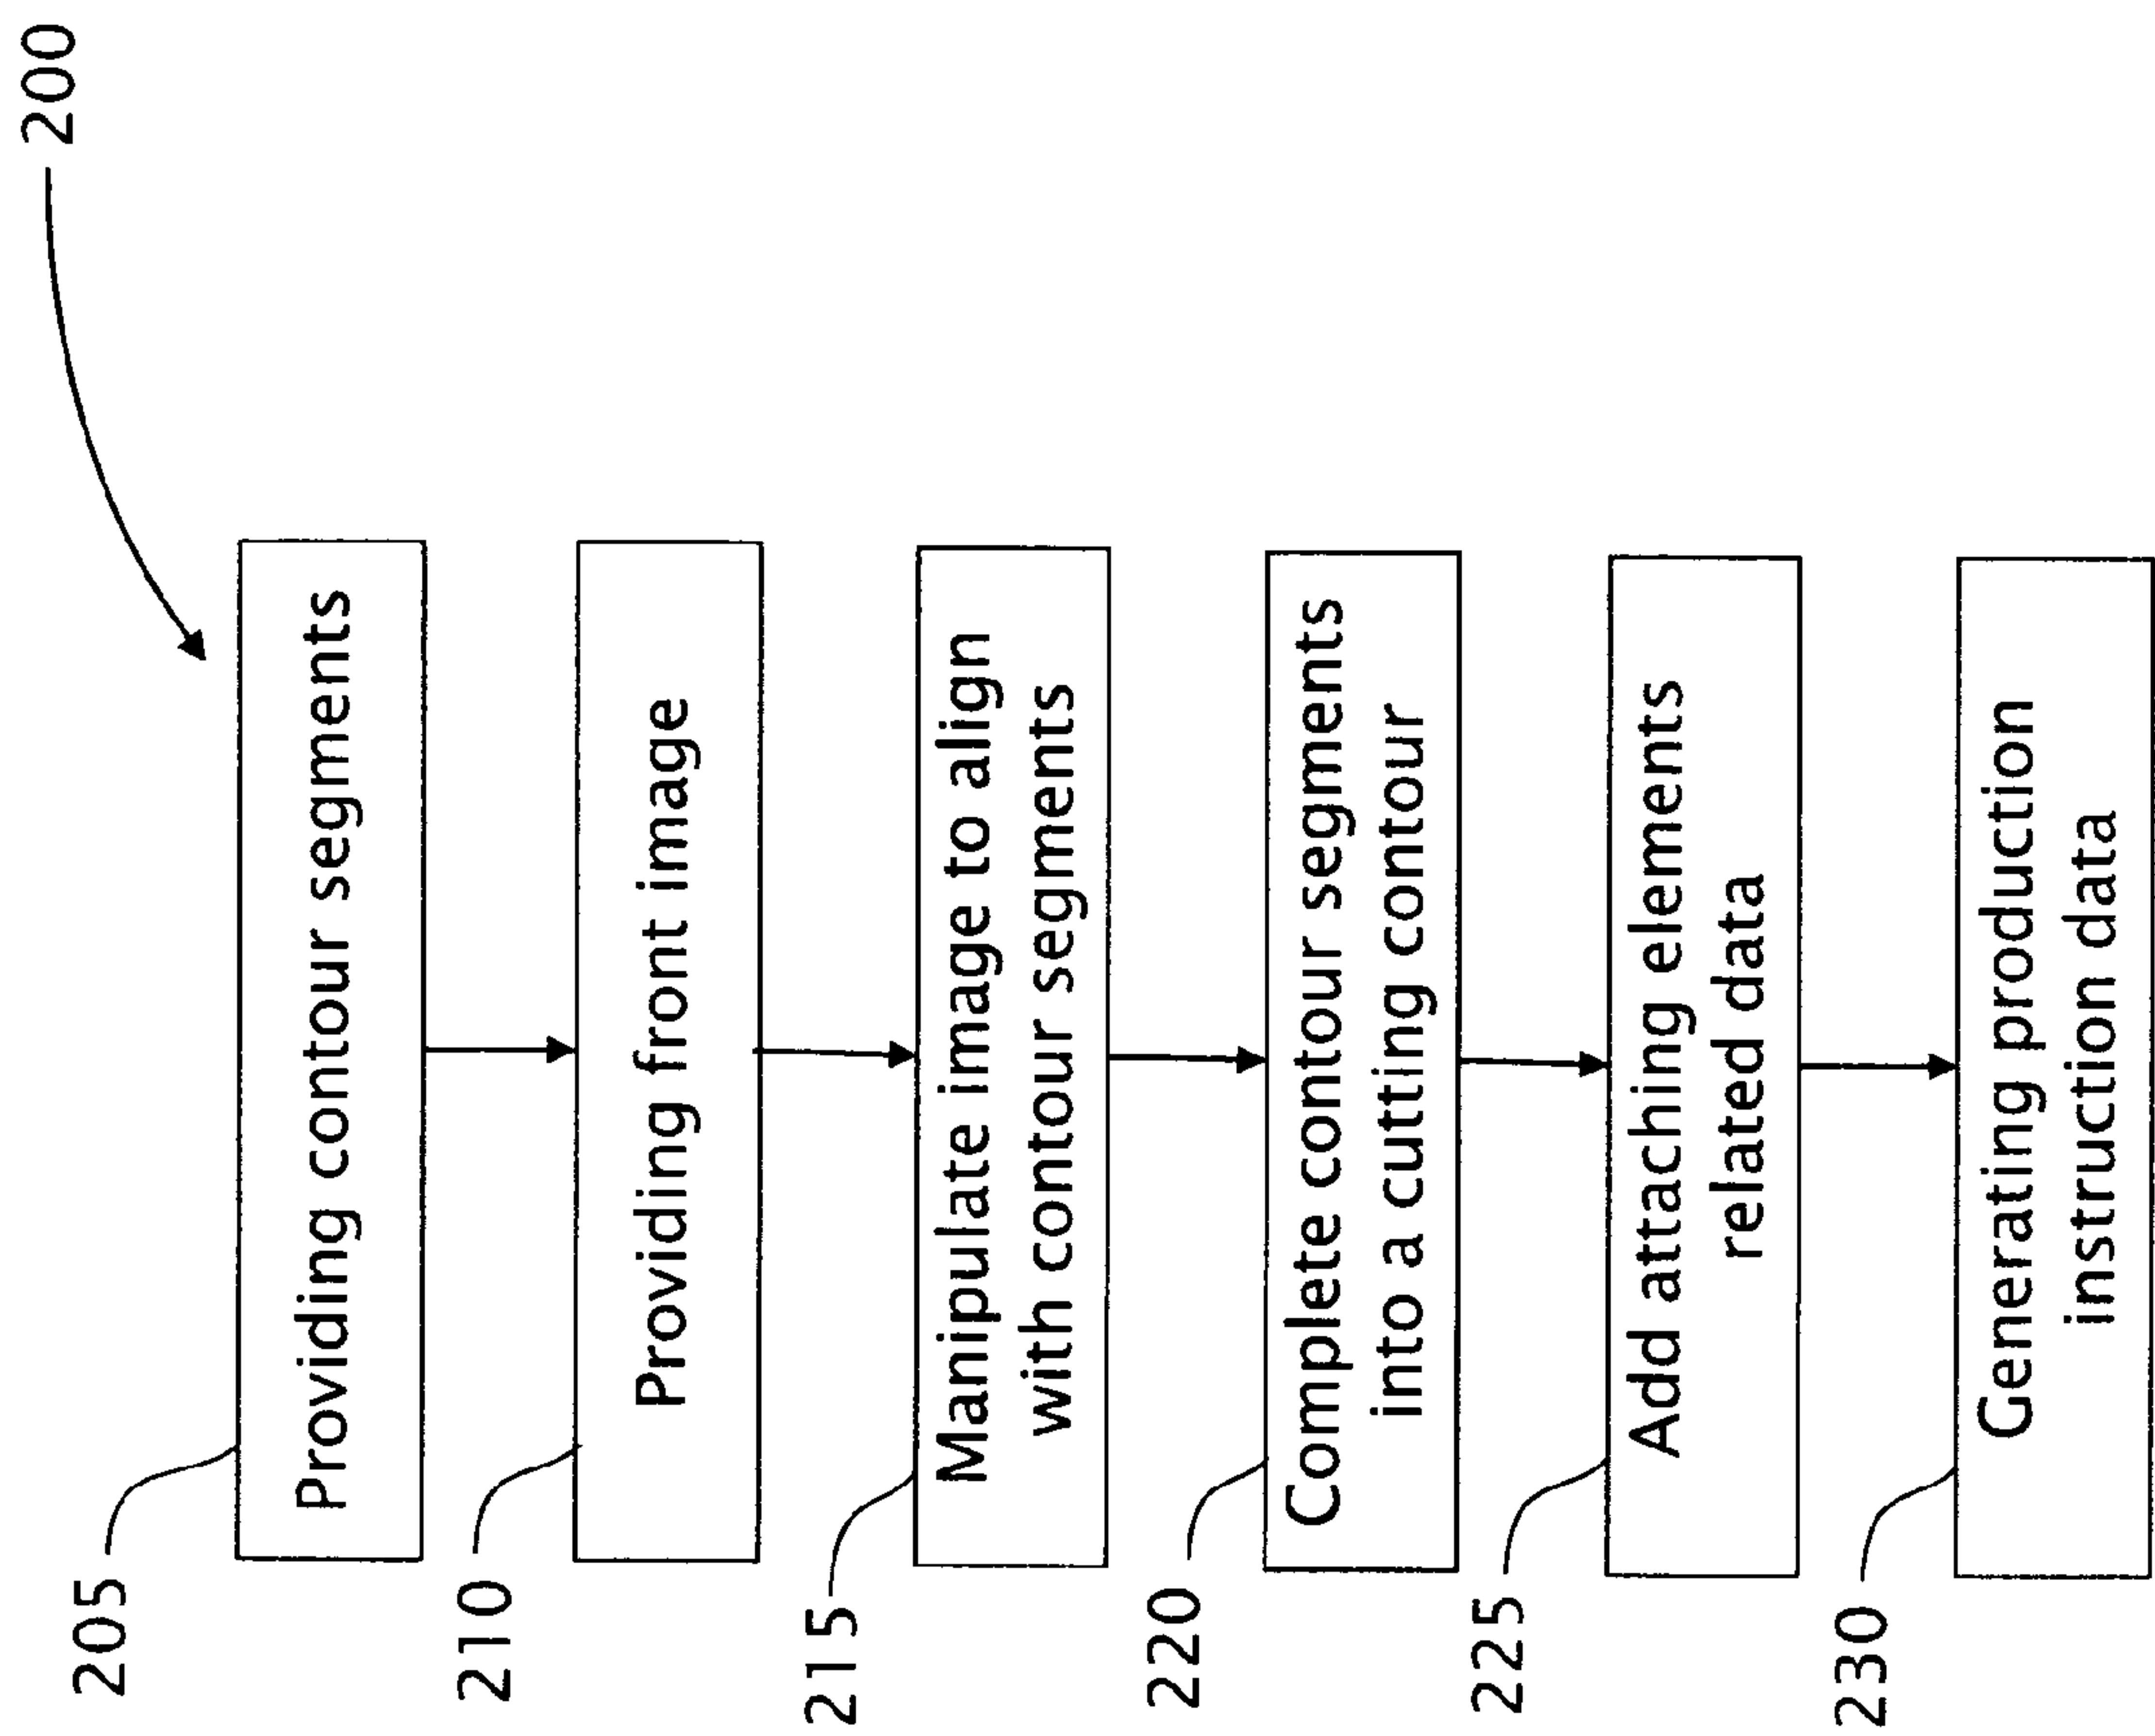 200
205
Providing contour segments
210
Providing front image
215
Manipulate image to align
with contour segments
220
Complete contour segments
into a cutting contour
225
Add attaching elements
related data
230
Generating production
instruction data